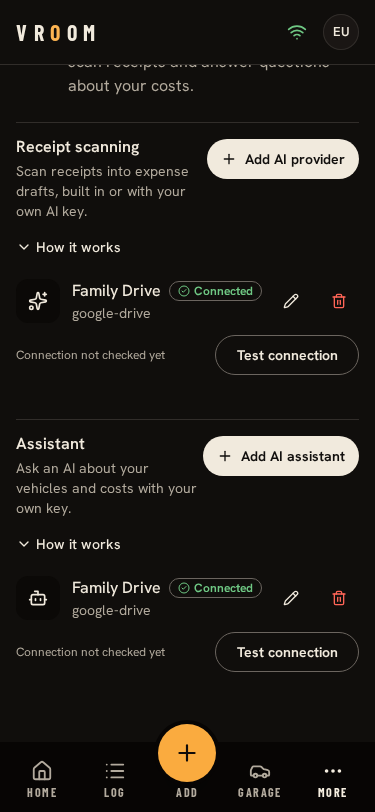 VROOM
EU
scan receipts and answer questions
about your costs.
Receipt scanning
Add AI provider
Scan receipts into expense
drafts, built in or with your
own AI key.
How it works
Family Drive
Connected
google-drive
Connection not checked yet
Test connection
Assistant
Add AI assistant
Ask an AI about your
vehicles and costs with your
own key.
How it works
Family Drive
Connected
google-drive
Connection not checked yet
Test connection
HOME
LOG
ADD
GARAGE
MORE